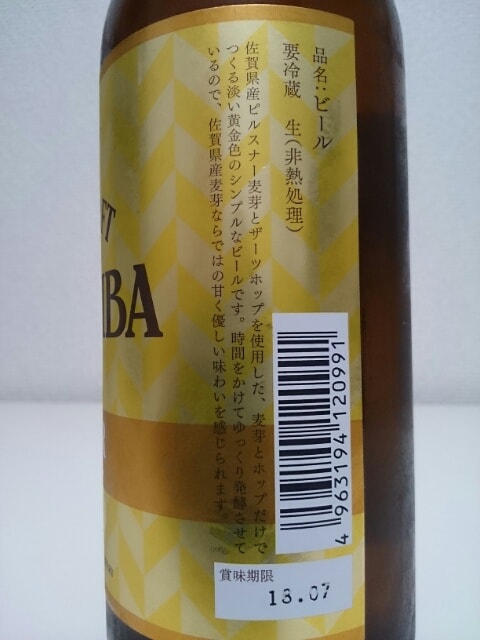 品名:ビール
要冷蔵 生(非熱処理)
佐賀県産ピルスナー麦芽とザーツホップを使用した、麦芽とホップだけで
つくる淡い黄金色のシンプルなビールです。時間をかけてゆっくり発酵させて
いるので、佐賀県産麦芽ならではの甘く優しい味わいを感じられます。
4963194120991
賞味期限
18.07